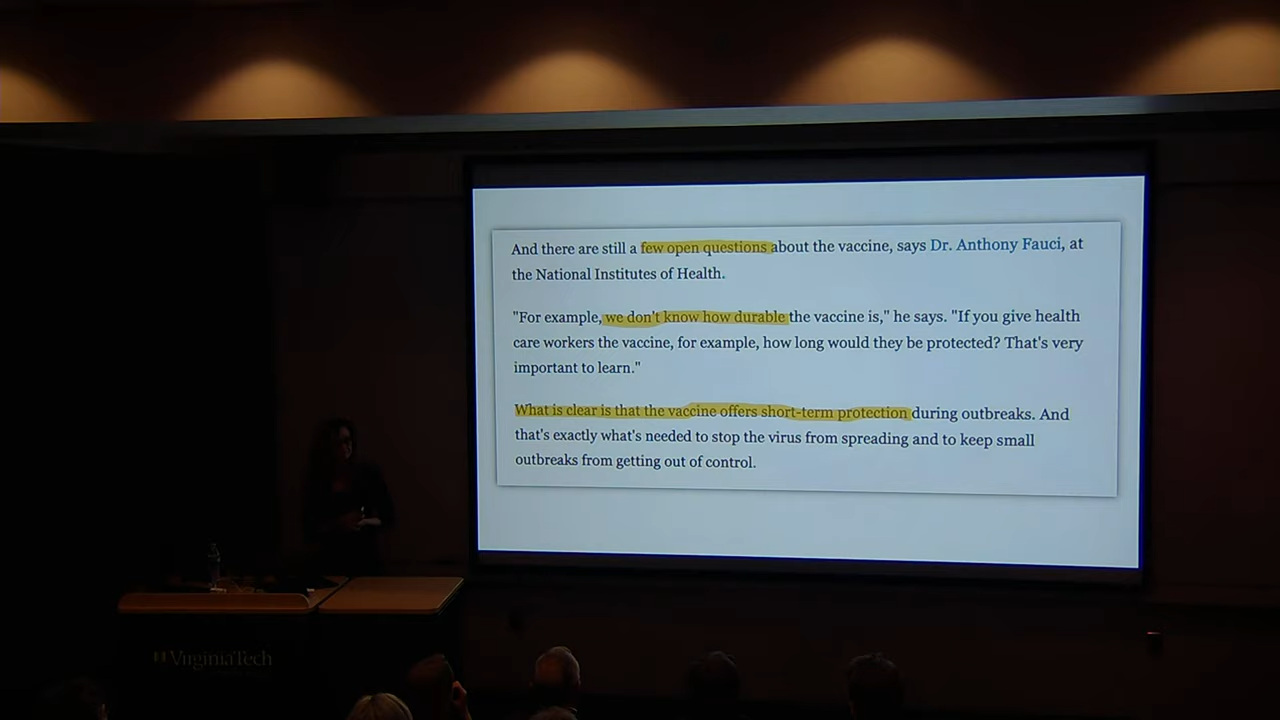 And there are still a few open questions about the vaccine, says Dr. Anthony Fauci, at
the National Institutes of Health.
"For example, we don't know how durable the vaccine is," he says. "If you give health
care workers the vaccine, for example, how long would they be protected? That's very
important to learn."
What is clear is that the vaccine offers short-term protection during outbreaks. And
that's exactly what's needed to stop the virus from spreading and to keep small
outbreaks from getting out of control.
VirginiaTech